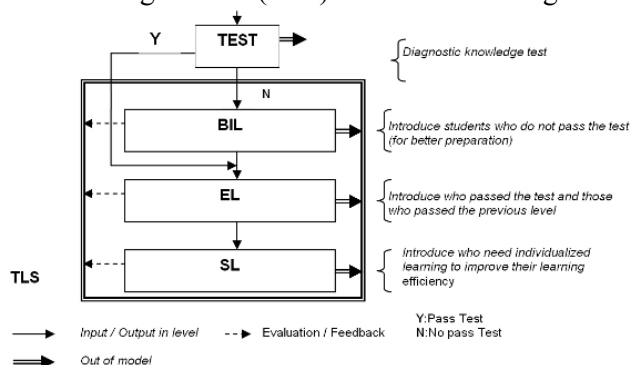 TEST
Y
Diagnostic knowledge test
N
BIL
Introduce students who do not pass the test
(for better preparation)
EL
Introduce who passed the test and those
who passed the previous level
SL
Introduce who need individualized
learning to improve their learning
efficiency
TLS
Y:Pass Test
Input / Output in level
Evaluation / Feedback
N:No pass Test
Out of model